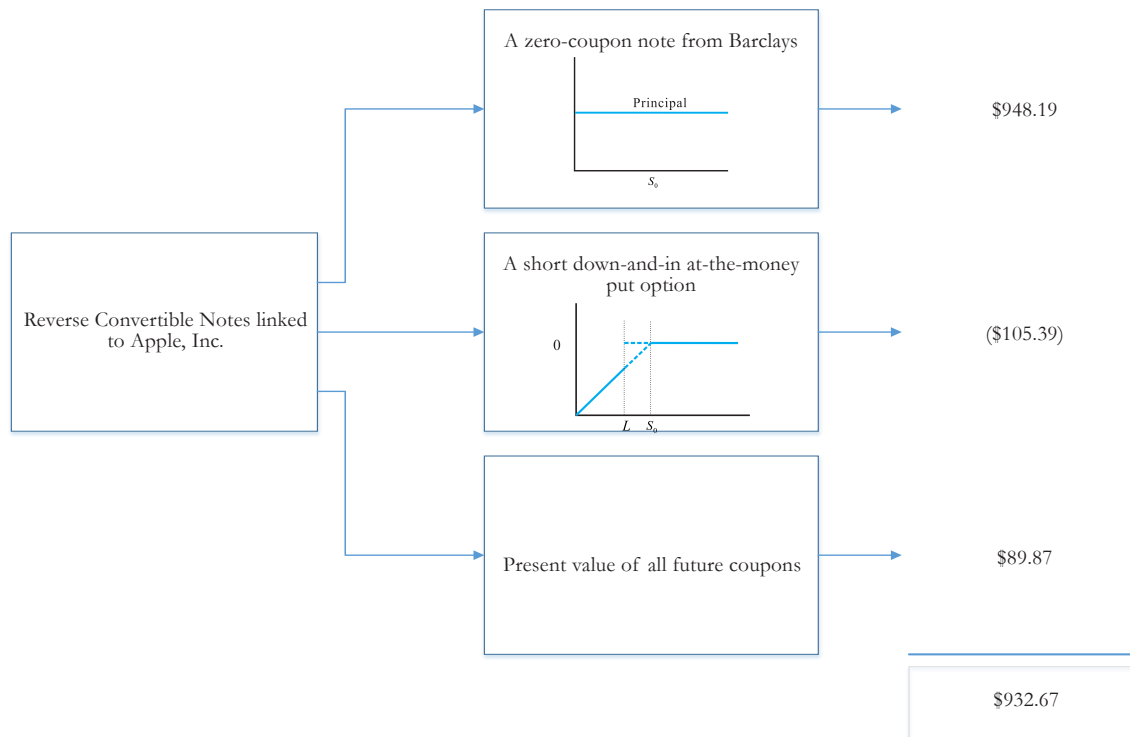 A zero-coupon note from Barclays
Principal
S₀
$948.19
Reverse Convertible Notes linked
to Apple, Inc.
A short down-and-in at-the-money
put option
0
L S₀
($105.39)
Present value of all future coupons
$89.87
$932.67